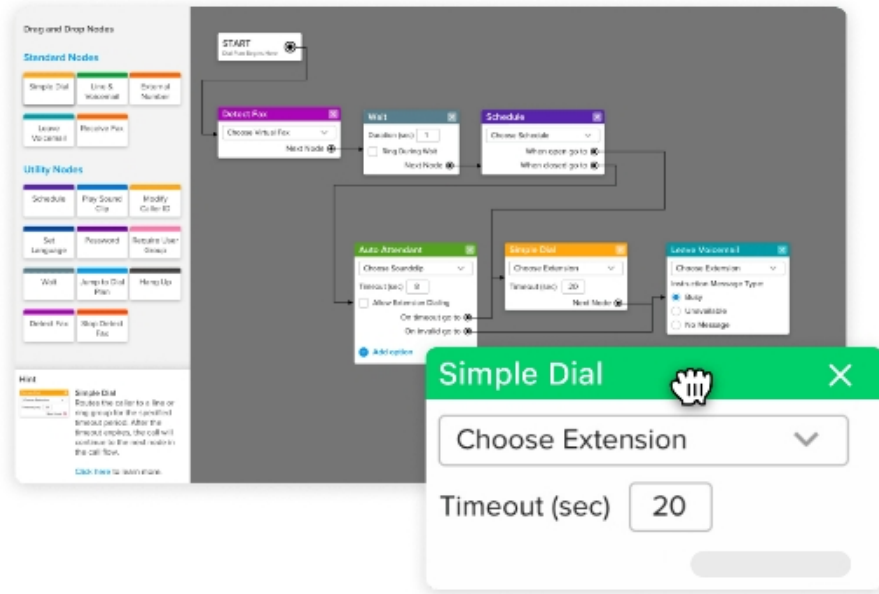 Drag and Drop Nodes
Standard Nodes
Simple Dial
Line &
Voicemail
External
Number
Leave
Voicemail
Receive Fax
Utility Nodes
Schedule
Play Sound
Clip
Modify
Caller ID
Set
Language
Password
Require User
Group
Wait
Jump to Dial
Plan
Hang Up
Detect Fax
Stop Detect
Fax
Hint
Simple Dial
Routes the caller to a line or
ring group for the specified
timeout period. After the
timeout expires, the call will
continue to the next node in
the call flow.
Click here to learn more.
START
Dial Plan Begins Here
Detect Fax
Choose Virtual Fax
Next Node
Wait
Duration (sec) 1
Ring During Wait
Next Node
Schedule
Choose Schedule
When open go to
When closed go to
Auto Attendant
Choose Soundclip
Timeout (sec) 8
Allow Extension Dialing
On timeout go to
On invalid go to
Add option
Simple Dial
Choose Extension
Timeout (sec) 20
Next Node
Leave Voicemail
Choose Extension
Instruction Message Type:
Busy
Unavailable
No Message
Simple Dial
Choose Extension
Timeout (sec) 20